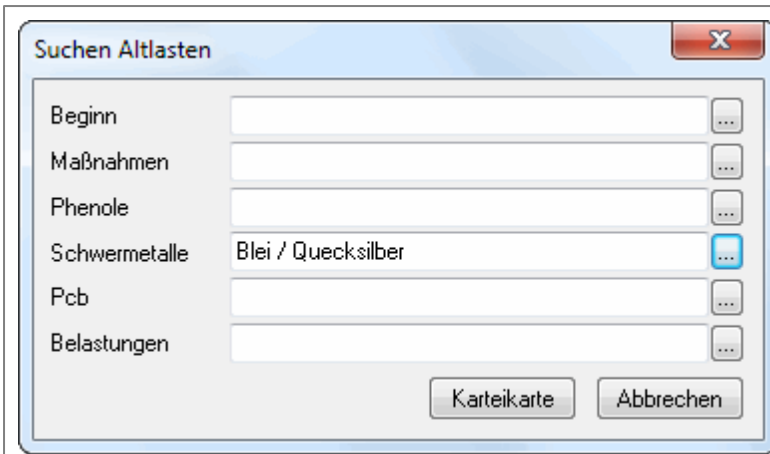 Suchen Altlasten
Beginn ...
Maßnahmen ...
Phenole ...
Schwermetalle Blei / Quecksilber ...
Pcb ...
Belastungen ...
Karteikarte Abbrechen